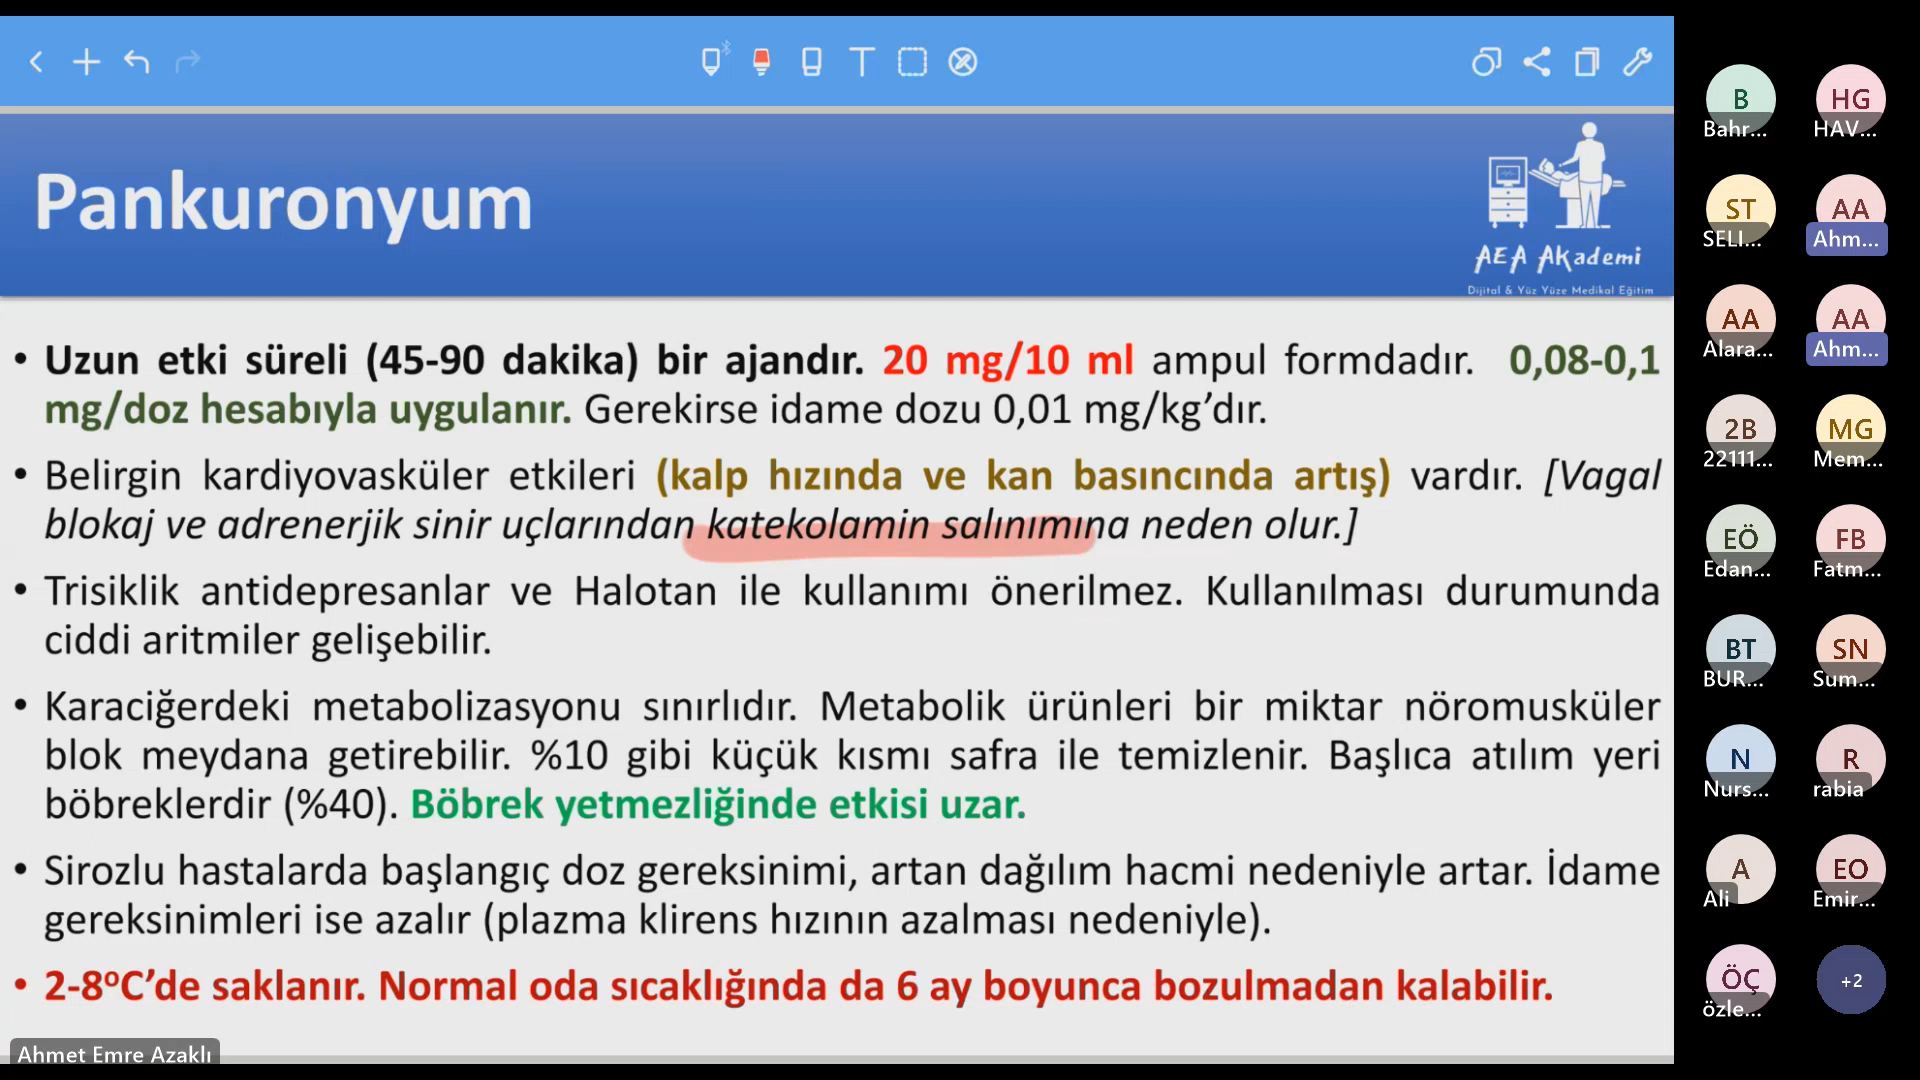 Pankuronyum
AEA AKademi
Dijital & Yüz Yüze Medikal Eğitim
• Uzun etki süreli (45-90 dakika) bir ajandır. 20 mg/10 ml ampul formdadır. 0,08-0,1
mg/doz hesabıyla uygulanır. Gerekirse idame dozu 0,01 mg/kg’dır.
• Belirgin kardiyovasküler etkileri (kalp hızında ve kan basıncında artış) vardır. [Vagal
blokaj ve adrenerjik sinir uçlarından katekolamin salınımına neden olur.]
• Trisiklik antidepresanlar ve Halotan ile kullanımı önerilmez. Kullanılması durumunda
ciddi aritmiler gelişebilir.
• Karaciğerdeki metabolizasyonu sınırlıdır. Metabolik ürünleri bir miktar nöromusküler
blok meydana getirebilir. %10 gibi küçük kısmı safra ile temizlenir. Başlıca atılım yeri
böbreklerdir (%40). Böbrek yetmezliğinde etkisi uzar.
• Sirozlu hastalarda başlangıç doz gereksinimi, artan dağılım hacmi nedeniyle artar. İdame
gereksinimleri ise azalır (plazma klirens hızının azalması nedeniyle).
• 2-8°C’de saklanır. Normal oda sıcaklığında da 6 ay boyunca bozulmadan kalabilir.
Ahmet Emre Azaklı
B HG
Bahr... HAV...
ST AA
SELI... Ahm...
AA AA
Alara... Ahm...
2B MG
22111... Mem...
EÖ FB
Edan... Fatm...
BT SN
BUR... Sum...
N R
Nurs... rabia
A EO
Ali Emir...
ÖÇ +2
özle...